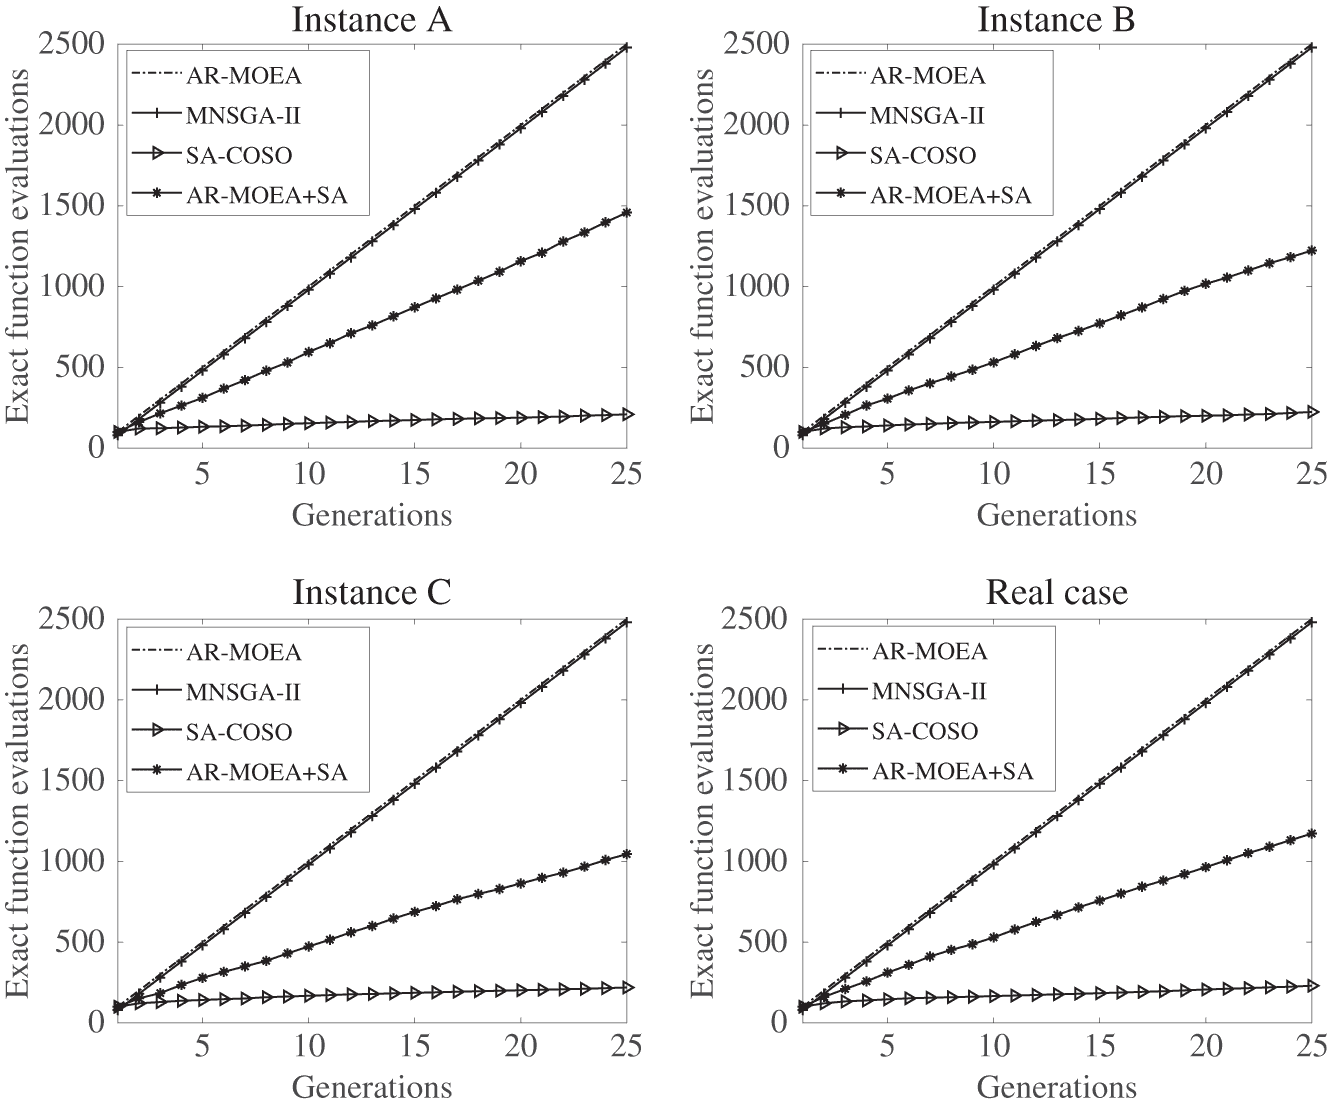 Instance A
Exact function evaluations
2500
2000
1500
1000
500
0
AR-MOEA
MNSGA-II
SA-COSO
AR-MOEA+SA
5 10 15 20 25
Generations
Instance B
Exact function evaluations
2500
2000
1500
1000
500
0
AR-MOEA
MNSGA-II
SA-COSO
AR-MOEA+SA
5 10 15 20 25
Generations
Instance C
Exact function evaluations
2500
2000
1500
1000
500
0
AR-MOEA
MNSGA-II
SA-COSO
AR-MOEA+SA
5 10 15 20 25
Generations
Real case
Exact function evaluations
2500
2000
1500
1000
500
0
AR-MOEA
MNSGA-II
SA-COSO
AR-MOEA+SA
5 10 15 20 25
Generations